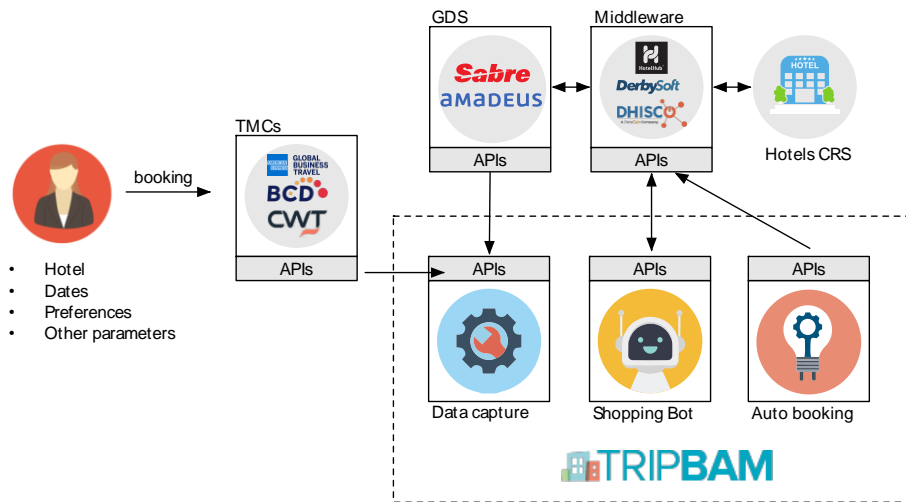 GDS
Middleware
HotelHub
Sabre
amadeus
DerbySoft
DHISCO
HOTEL
TMCs
APIs
APIs
Hotels CRS
booking
GLOBAL
BUSINESS
TRAVEL
BCD
CWT
• Hotel
• Dates
• Preferences
• Other parameters
APIs
APIs
APIs
APIs
Data capture
Shopping Bot
Auto booking
TRIPBAM